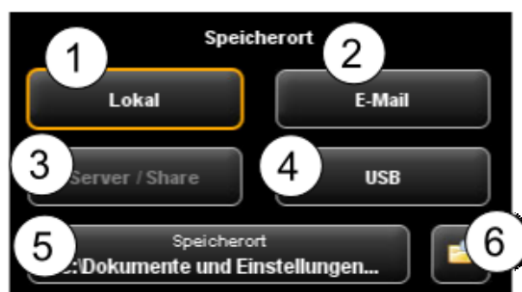 Speicherort
1
2
Lokal
E-Mail
3
4
Server / Share
USB
5
Speicherort
6
:\Dokumente und Einstellungen...